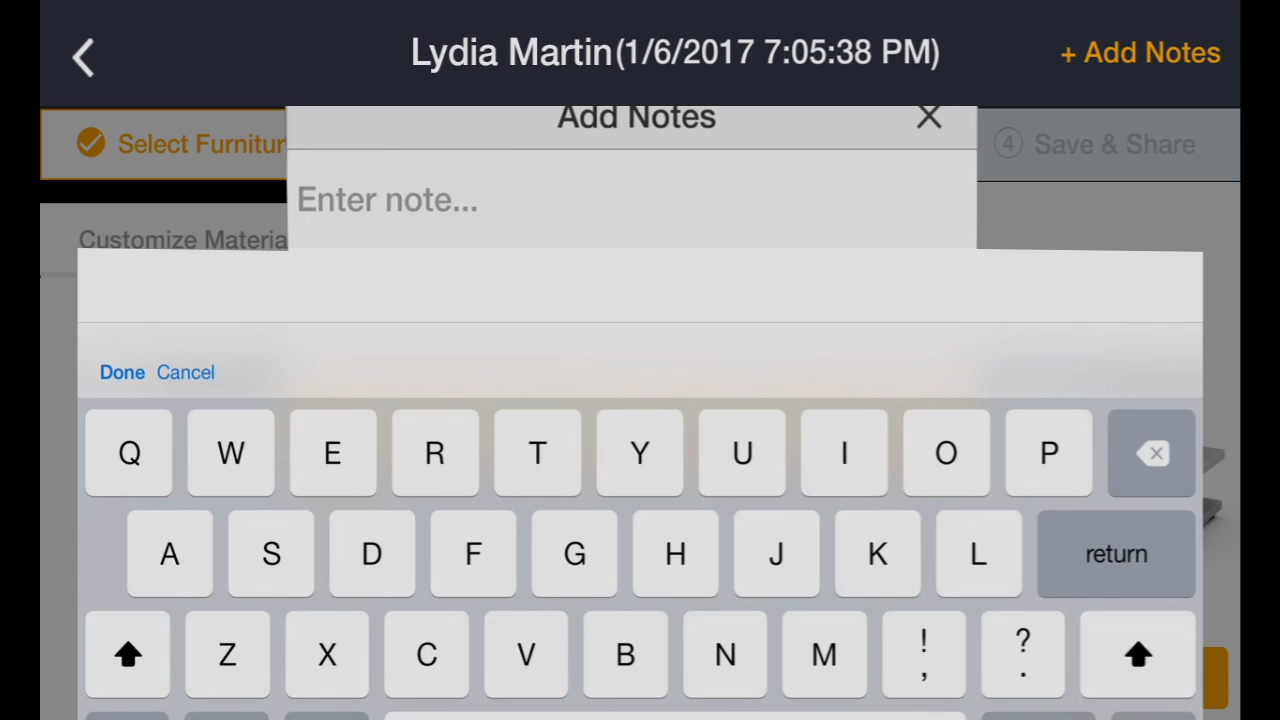 Lydia Martin(1/6/2017 7:05:38 PM)
+ Add Notes
Select Furnitur
Add Notes
4 Save & Share
Enter note...
Customize Materia
Done Cancel
Q W E R T Y U I O P
A S D F G H J K L return
Z X C V B N M ! , ? .